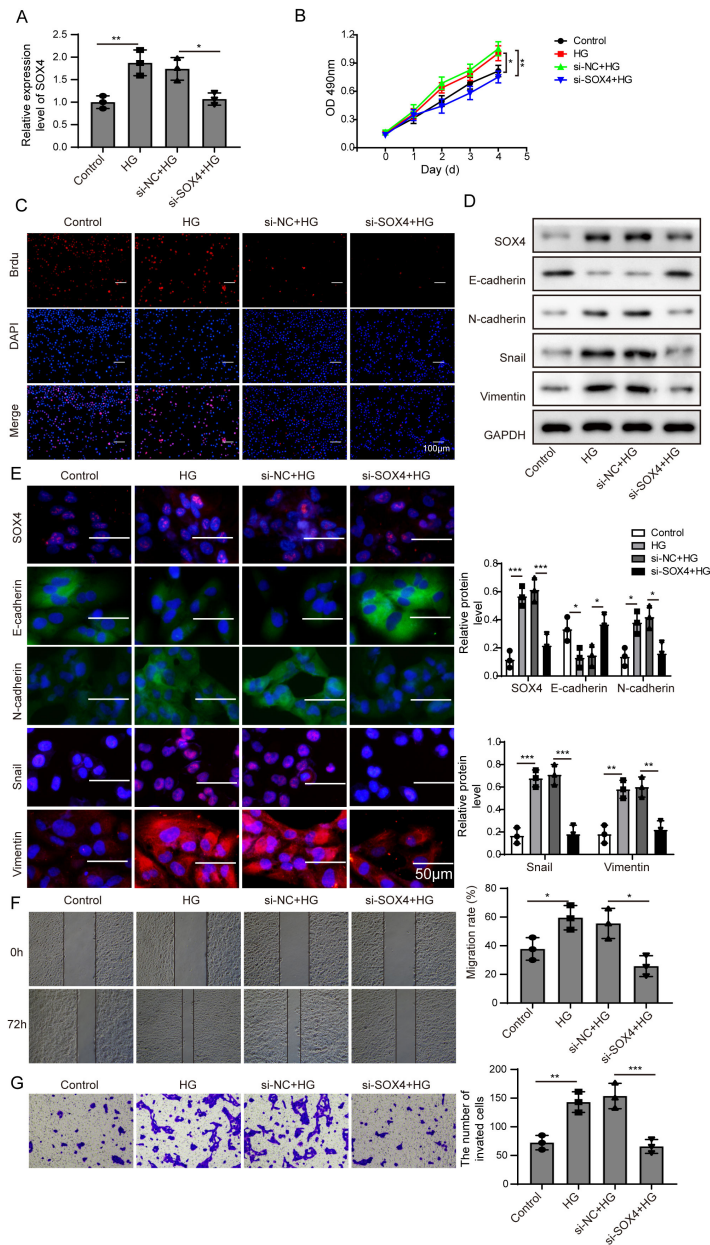 A
Relative expression
level of SOX4
2.5
2.0
1.5
1.0
0.5
0.0
**
*
Control
HG
si-NC+HG
si-SOX4+HG
B
OD 490nm
1.2
0.9
0.6
0.3
0.0
0 1 2 3 4 5
Day (d)
* **
Control
HG
si-NC+HG
si-SOX4+HG
C
Control HG si-NC+HG si-SOX4+HG
Brdu
DAPI
Merge
100μm
D
SOX4
E-cadherin
N-cadherin
Snail
Vimentin
GAPDH
Control HG si-NC+HG si-SOX4+HG
E
Control HG si-NC+HG si-SOX4+HG
SOX4
E-cadherin
N-cadherin
Snail
Vimentin
50μm
Control
HG
si-NC+HG
si-SOX4+HG
Relative protein
level
0.8
0.6
0.4
0.2
0.0
*** *** * * * *
SOX4 E-cadherin N-cadherin
Relative protein
level
1.0
0.8
0.6
0.4
0.2
0.0
*** *** ** **
Snail Vimentin
F
Control HG si-NC+HG si-SOX4+HG
0h
72h
Migration rate (%)
80
60
40
20
0
* *
Control
HG
si-NC+HG
si-SOX4+HG
G
Control HG si-NC+HG si-SOX4+HG
The number of
invated cells
200
150
100
50
0
** ***
Control
HG
si-NC+HG
si-SOX4+HG